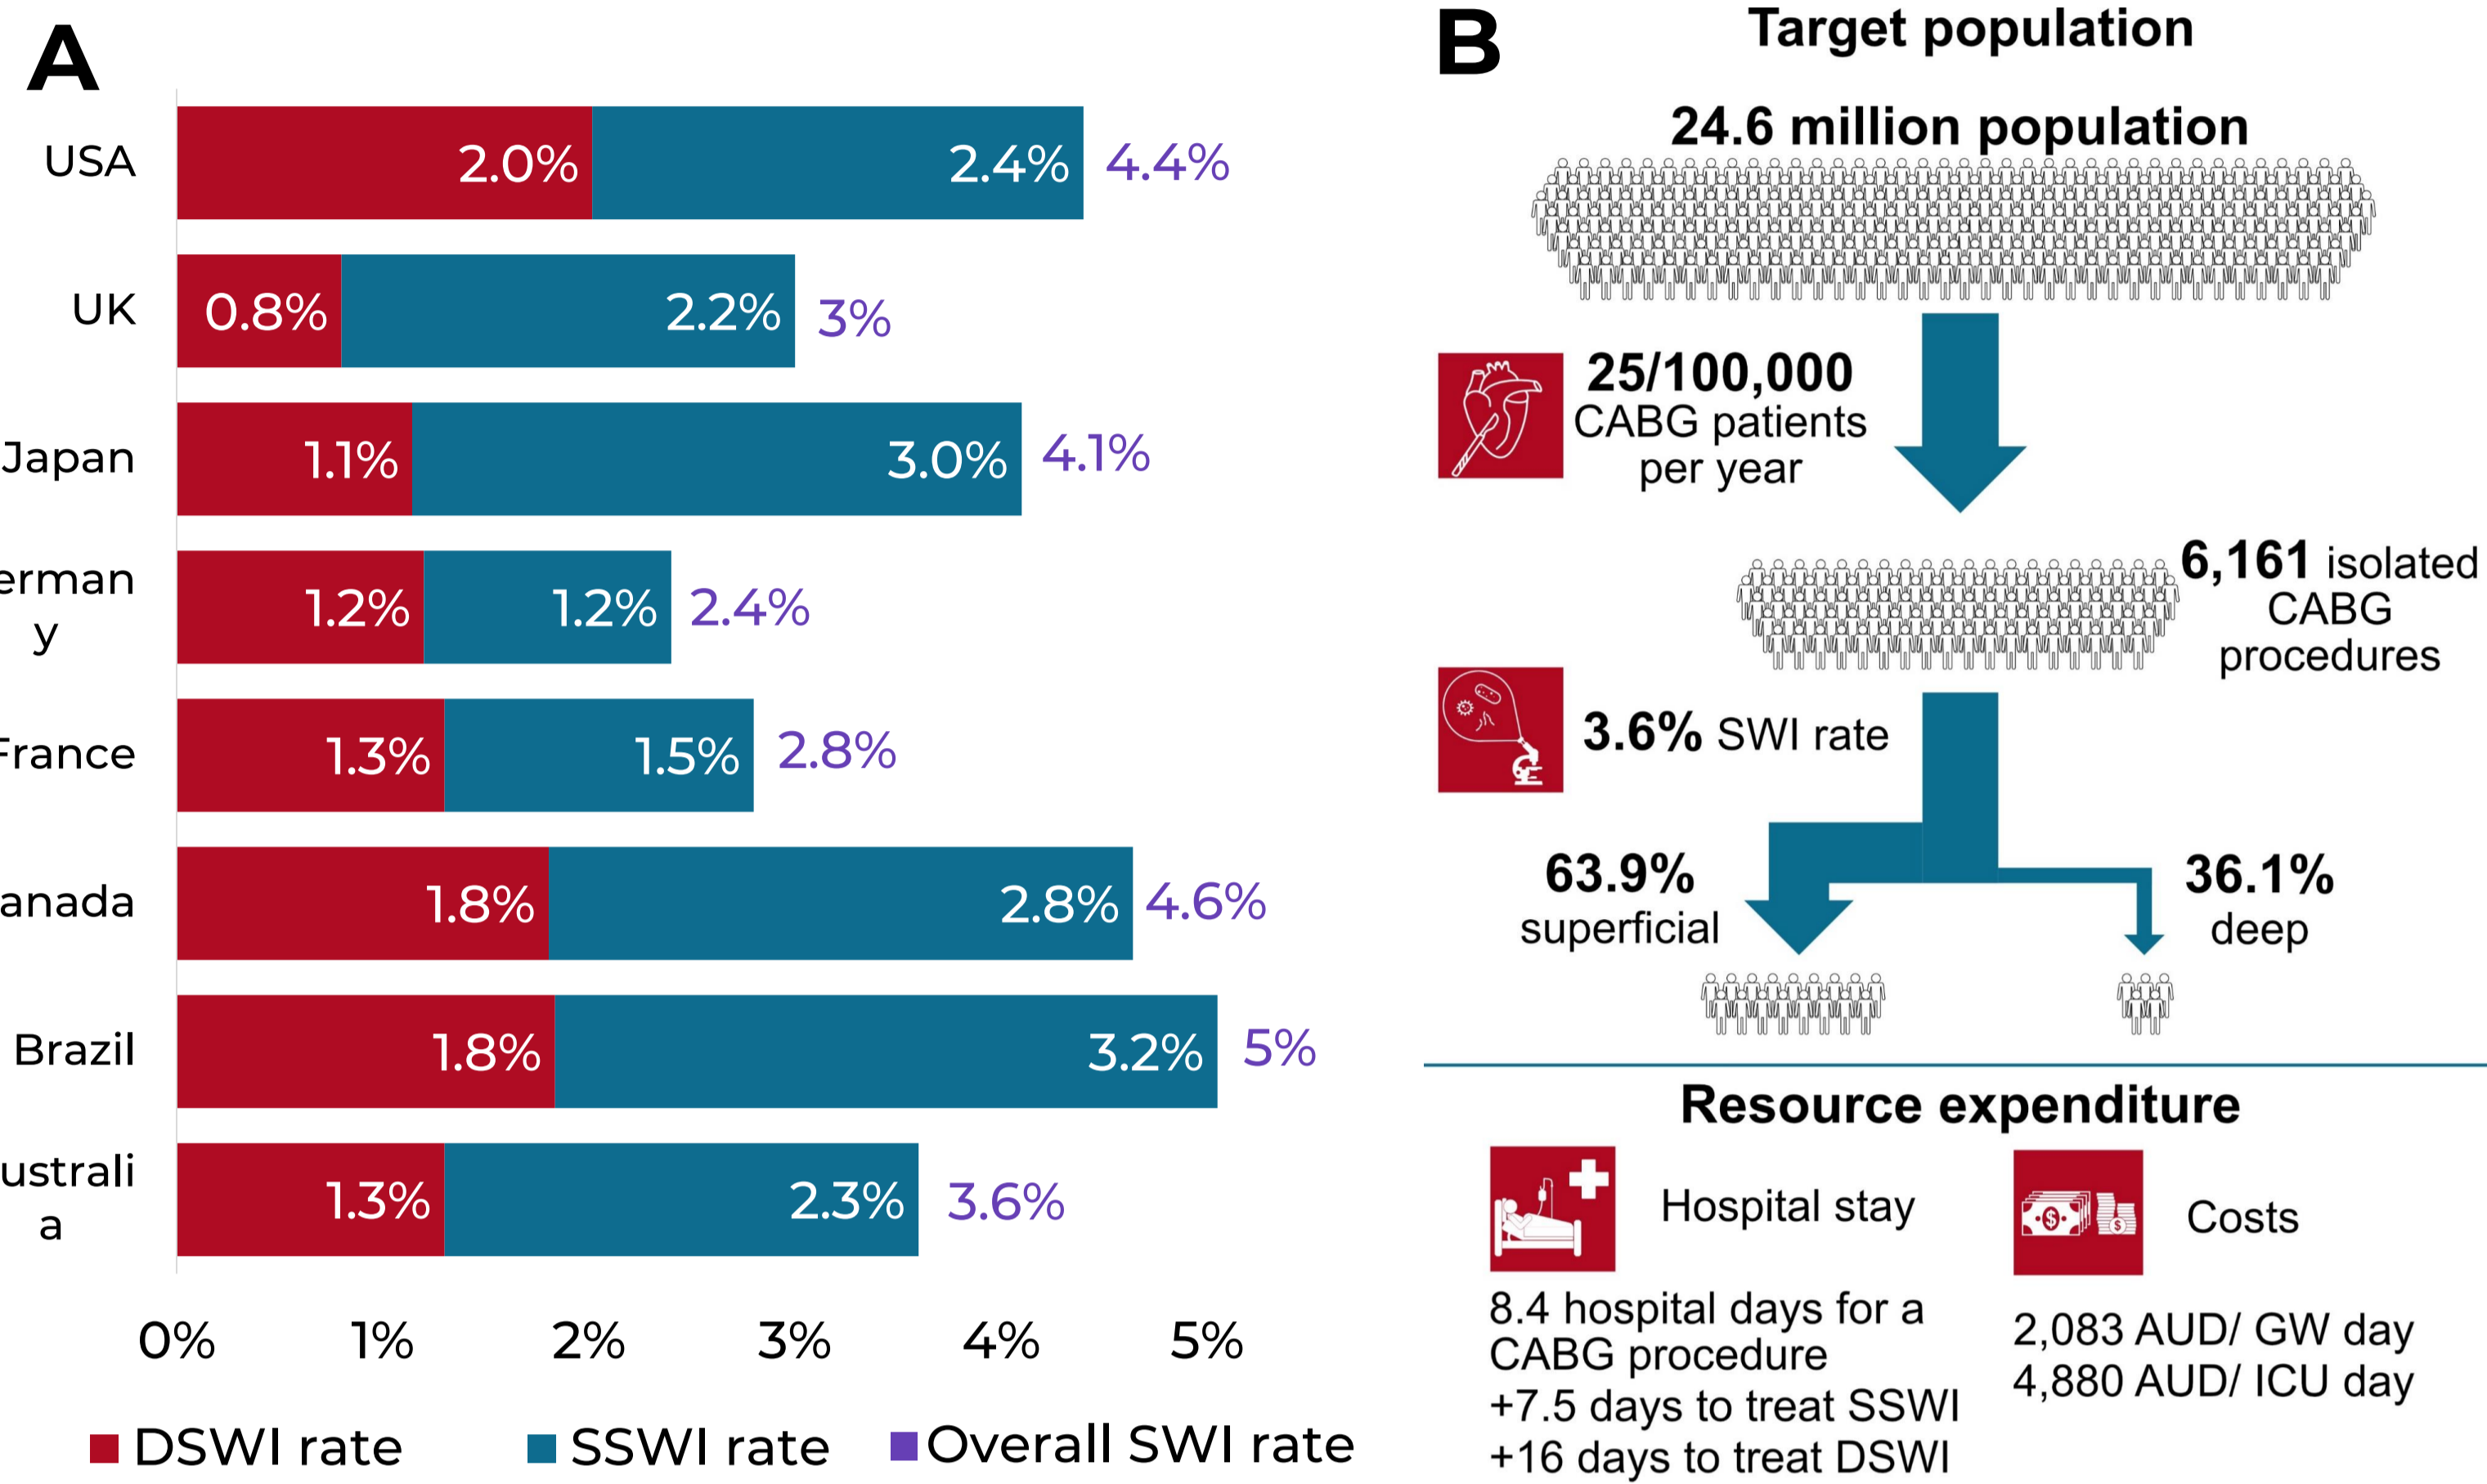 A
USA
2.0%
2.4%
4.4%
UK
0.8%
2.2%
3%
Japan
1.1%
3.0%
4.1%
erman
y
1.2%
1.2%
2.4%
France
1.3%
1.5%
2.8%
anada
1.8%
2.8%
4.6%
Brazil
1.8%
3.2%
5%
ustrali
a
1.3%
2.3%
3.6%
0%
1%
2%
3%
4%
5%
DSWI rate
SSWI rate
Overall SWI rate
B
Target population
24.6 million population
25/100,000
CABG patients
per year
6,161 isolated
CABG
procedures
3.6% SWI rate
63.9%
superficial
36.1%
deep
Resource expenditure
Hospital stay
8.4 hospital days for a
CABG procedure
+7.5 days to treat SSWI
+16 days to treat DSWI
$
$
Costs
2,083 AUD/ GW day
4,880 AUD/ ICU day